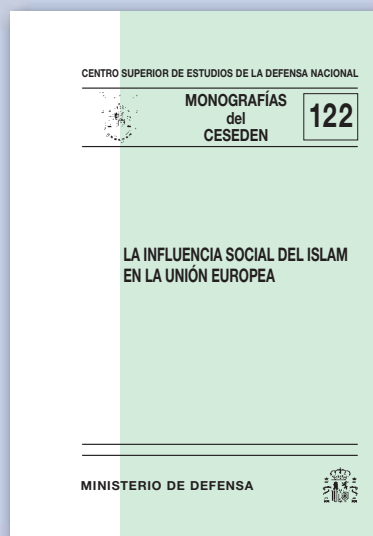 CENTRO SUPERIOR DE ESTUDIOS DE LA DEFENSA NACIONAL
MONOGRAFÍAS
del
CESEDEN
122
LA INFLUENCIA SOCIAL DEL ISLAM
EN LA UNIÓN EUROPEA
MINISTERIO DE DEFENSA